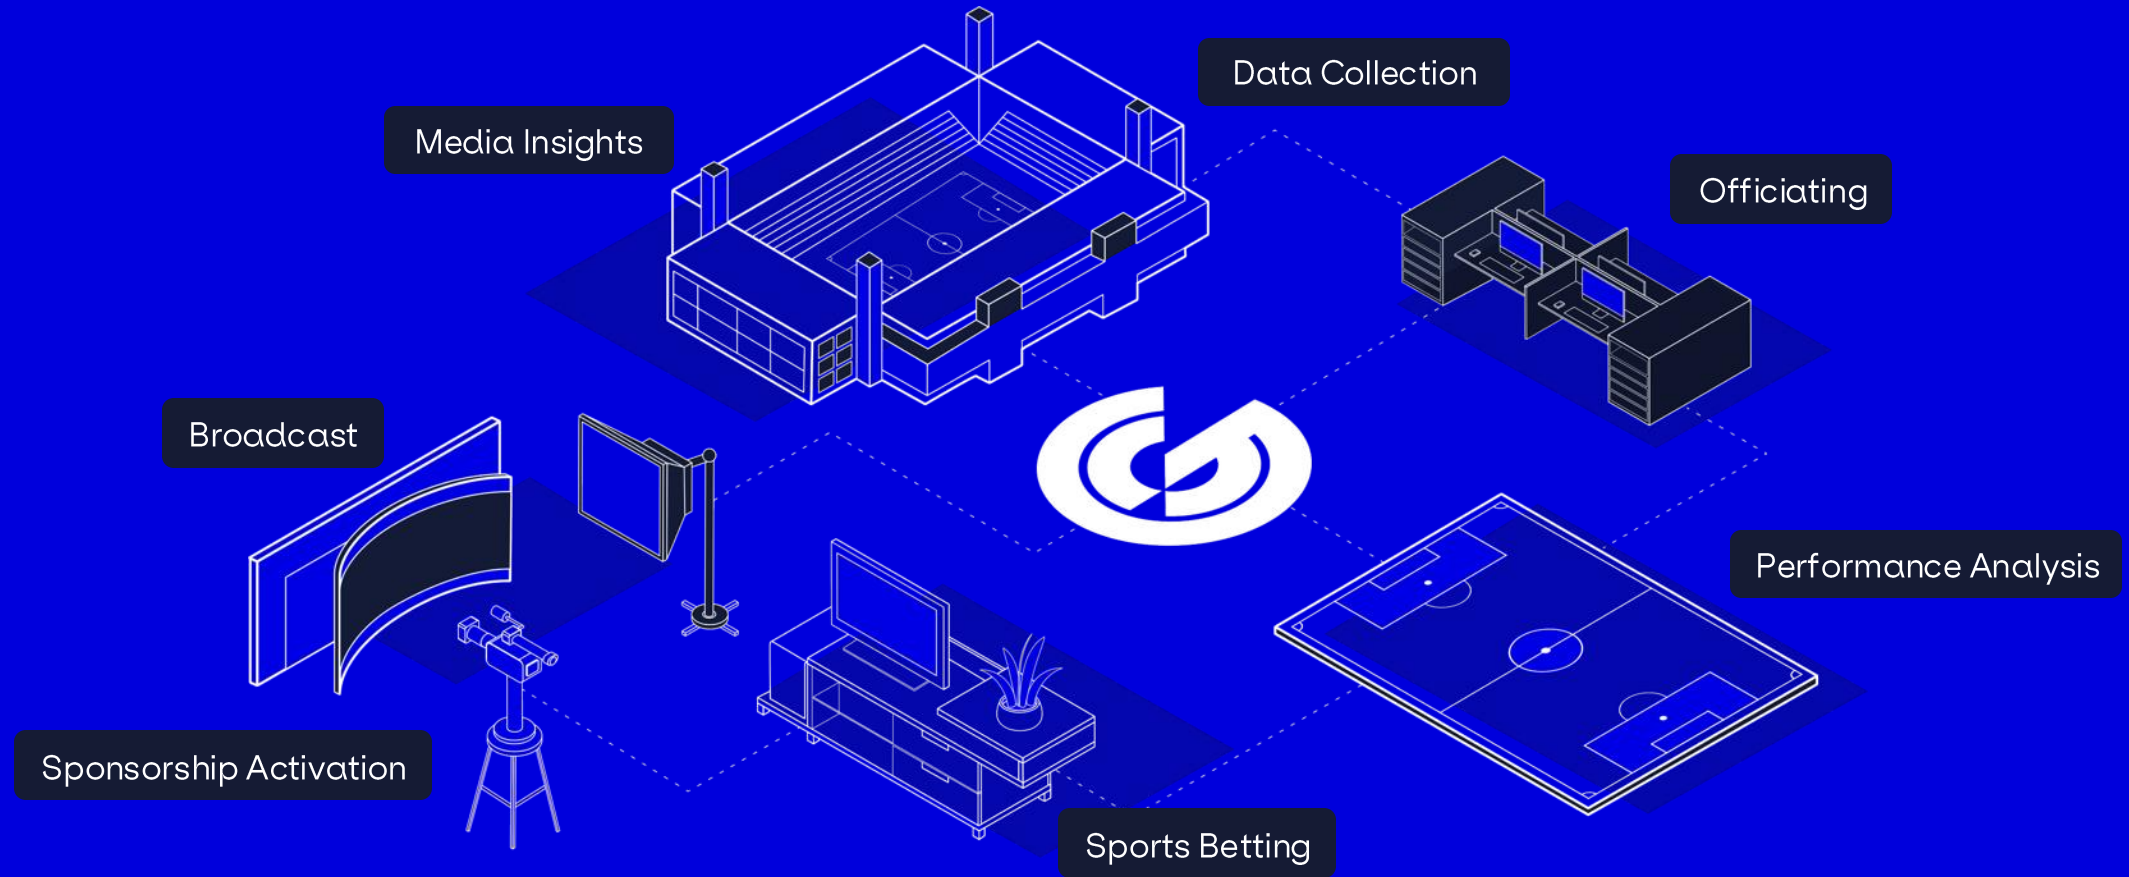 Data Collection
Media Insights
Officiating
Broadcast
Performance Analysis
Sponsorship Activation
Sports Betting